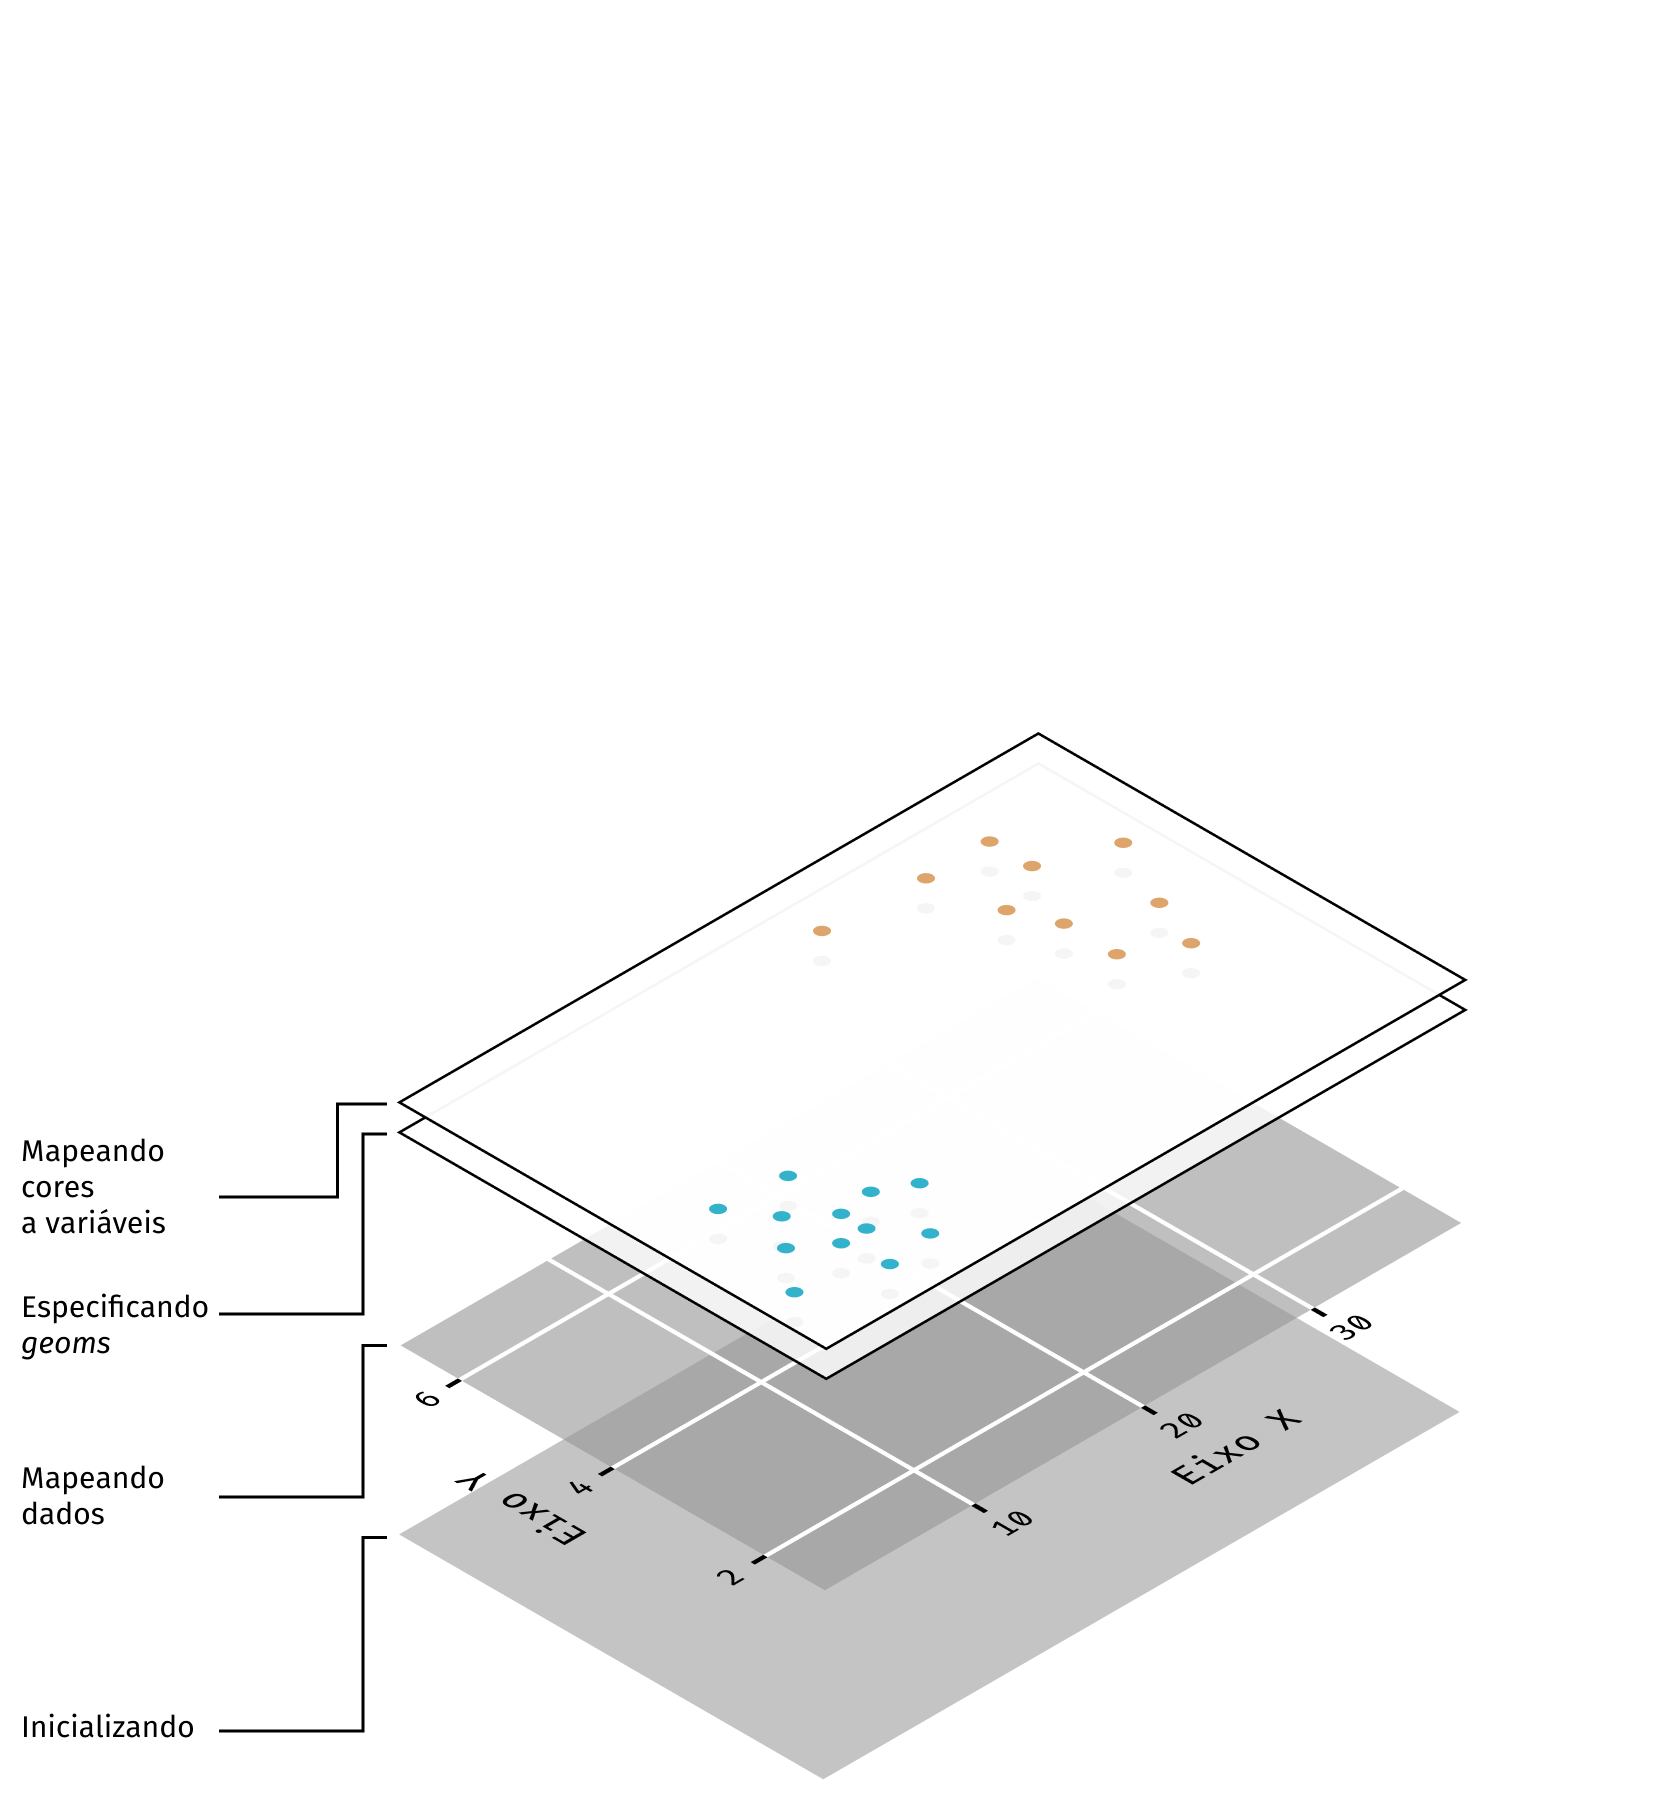 Mapeando
cores
a variáveis
Especificando
geoms
Mapeando
dados
Inicializando
6
4
2
Eixo Y
10
20
30
Eixo X